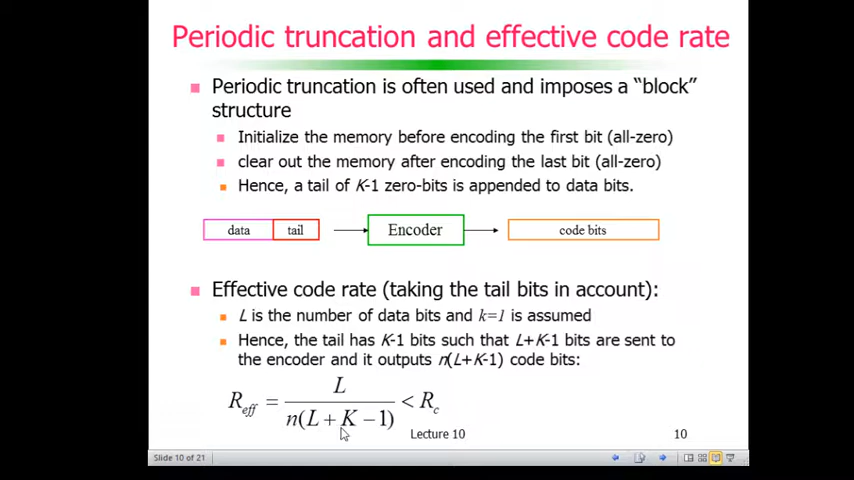 Periodic truncation and effective code rate
Periodic truncation is often used and imposes a “block”
structure
Initialize the memory before encoding the first bit (all-zero)
clear out the memory after encoding the last bit (all-zero)
Hence, a tail of K-1 zero-bits is appended to data bits.
data tail Encoder code bits
Effective code rate (taking the tail bits in account):
L is the number of data bits and k=1 is assumed
Hence, the tail has K-1 bits such that L+K-1 bits are sent to
the encoder and it outputs n(L+K-1) code bits:
R_eff = L / n(L + K − 1) < R_c
Lecture 10 10
Slide 10 of 21